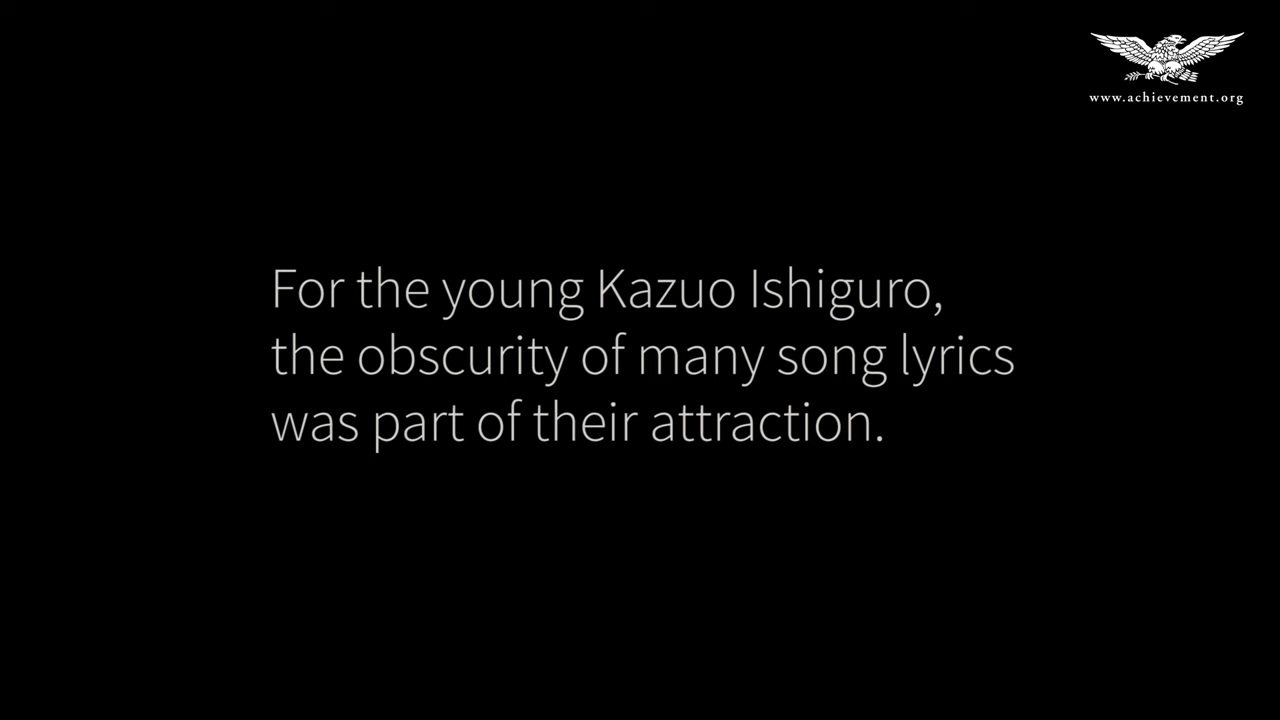 www.achievement.org
For the young Kazuo Ishiguro,
the obscurity of many song lyrics
was part of their attraction.